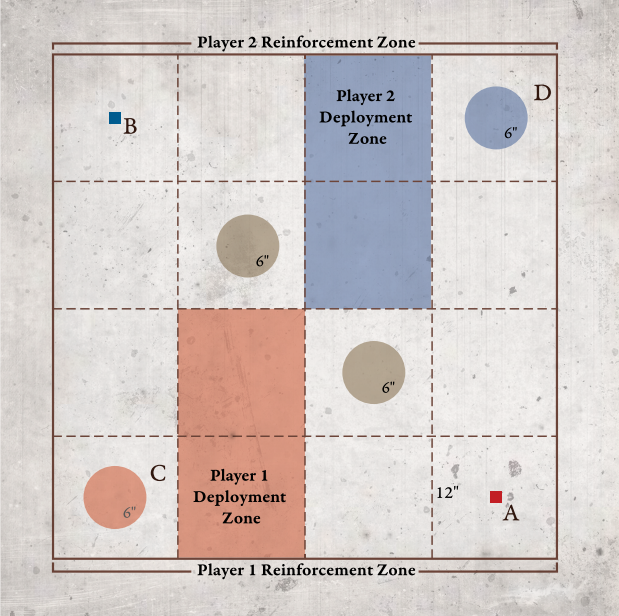 Player 2 Reinforcement Zone
Player 2
Deployment
Zone
D
6"
B
6"
6"
C
6"
Player 1
Deployment
Zone
12"
A
Player 1 Reinforcement Zone